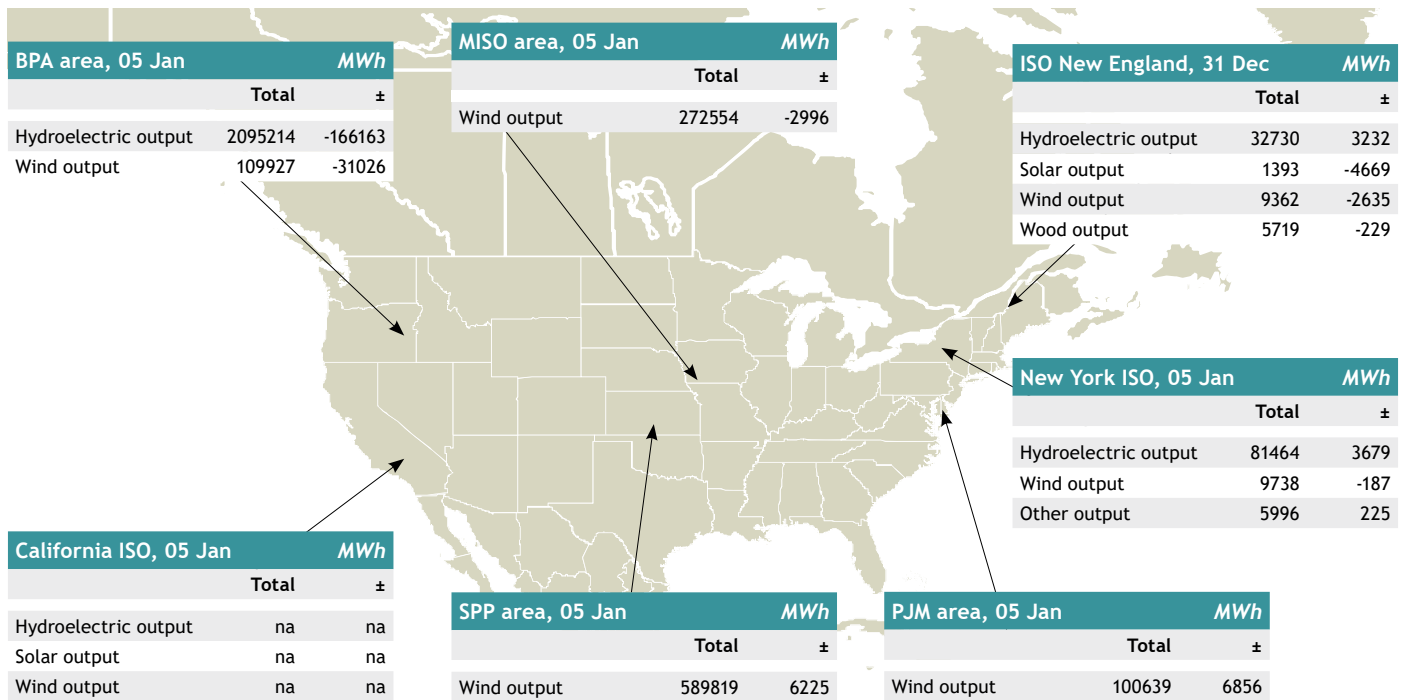 BPA area, 05 Jan MWh
Total ±
Hydroelectric output 2095214 -166163
Wind output 109927 -31026
MISO area, 05 Jan MWh
Total ±
Wind output 272554 -2996
ISO New England, 31 Dec MWh
Total ±
Hydroelectric output 32730 3232
Solar output 1393 -4669
Wind output 9362 -2635
Wood output 5719 -229
New York ISO, 05 Jan MWh
Total ±
Hydroelectric output 81464 3679
Wind output 9738 -187
Other output 5996 225
California ISO, 05 Jan MWh
Total ±
Hydroelectric output na na
Solar output na na
Wind output na na
SPP area, 05 Jan MWh
Total ±
Wind output 589819 6225
PJM area, 05 Jan MWh
Total ±
Wind output 100639 6856